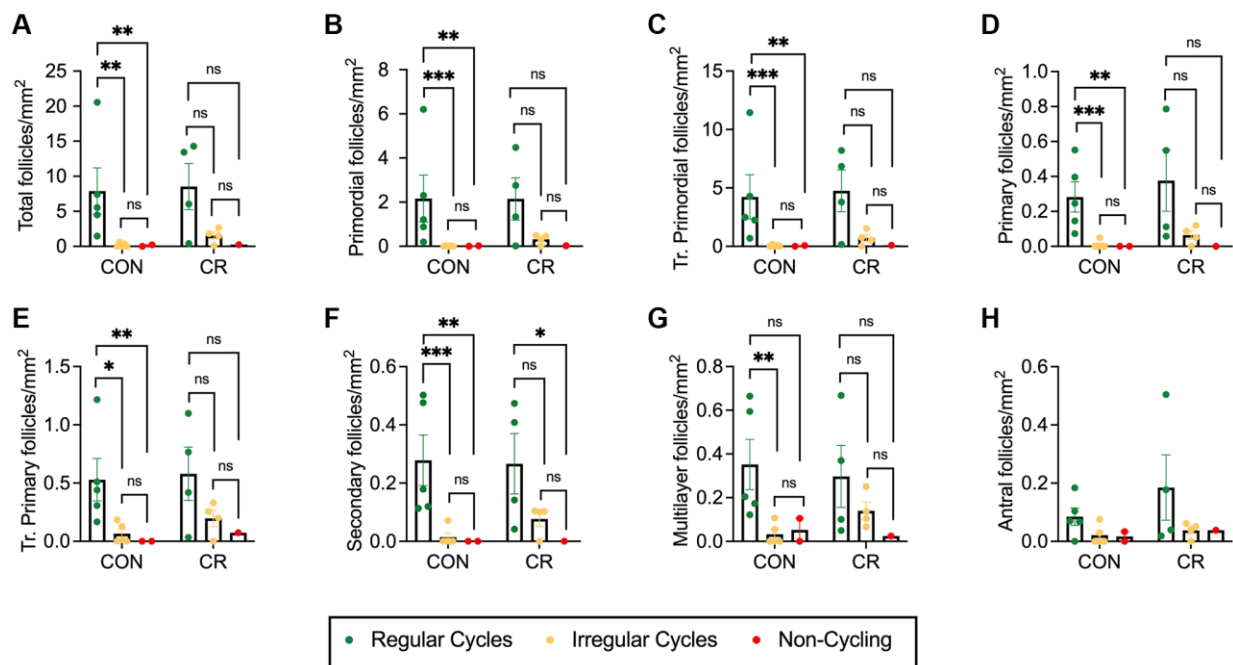 A
Total follicles/mm²
25
20
15
10
5
0
**
**
ns
ns
ns
ns
CON
CR
B
Primordial follicles/mm²
8
6
4
2
0
**
***
ns
ns
ns
ns
CON
CR
C
Tr. Primordial follicles/mm²
15
10
5
0
**
***
ns
ns
ns
ns
CON
CR
D
Primary follicles/mm²
1.0
0.8
0.6
0.4
0.2
0.0
**
***
ns
ns
ns
ns
CON
CR
E
Tr. Primary follicles/mm²
1.5
1.0
0.5
0.0
**
*
ns
ns
ns
ns
CON
CR
F
Secondary follicles/mm²
0.6
0.4
0.2
0.0
**
***
ns
*
ns
ns
CON
CR
G
Multilayer follicles/mm²
0.8
0.6
0.4
0.2
0.0
ns
**
ns
ns
ns
ns
CON
CR
H
Antral follicles/mm²
0.6
0.4
0.2
0.0
CON
CR
Regular Cycles Irregular Cycles Non-Cycling